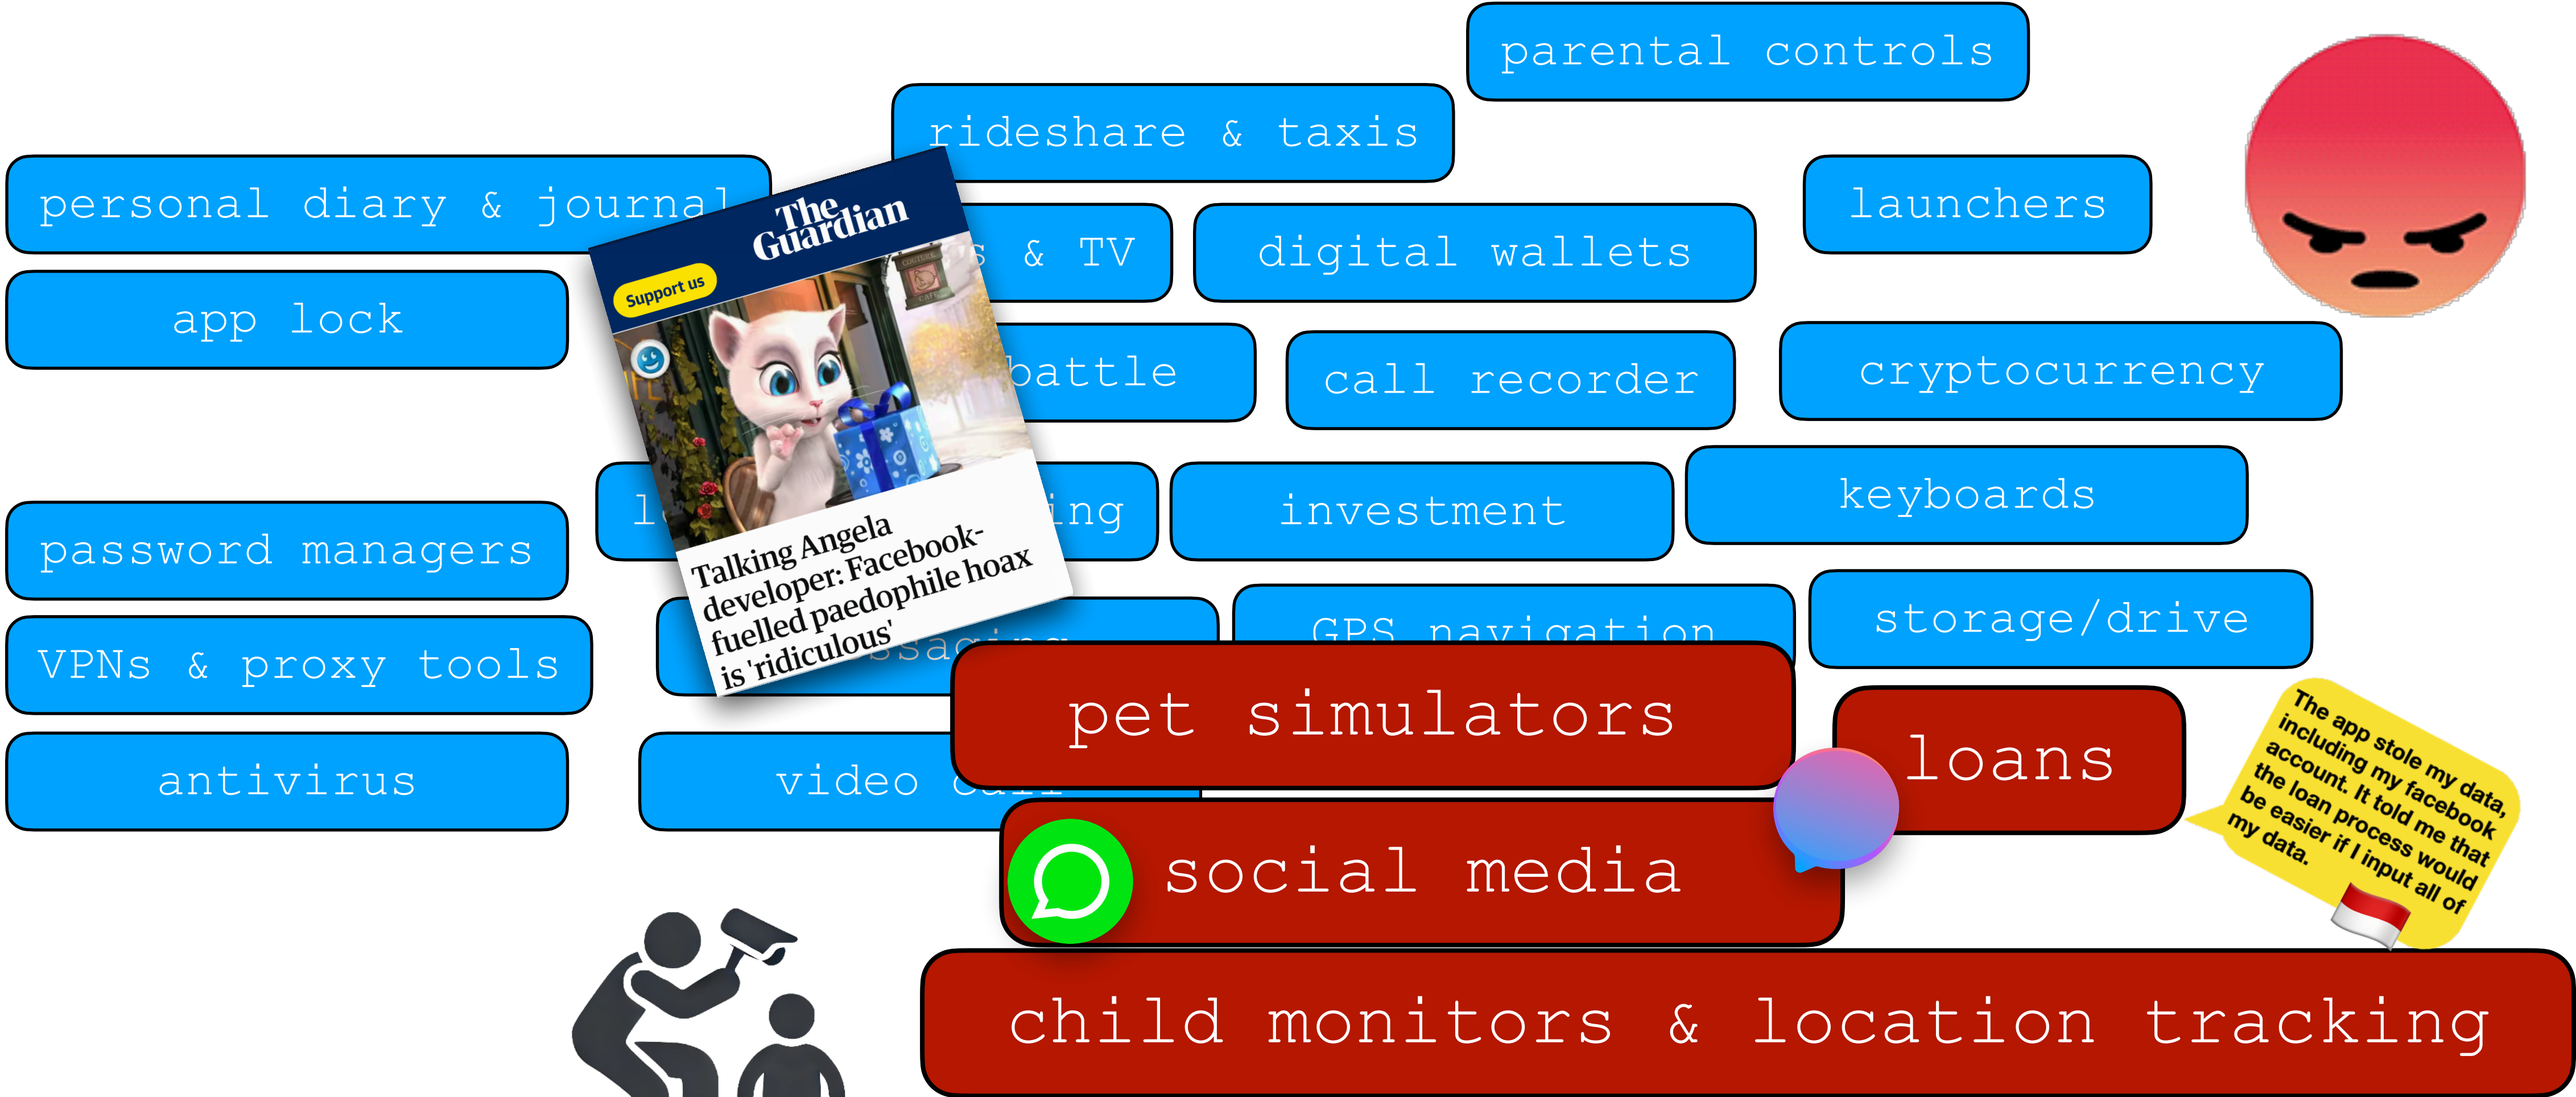 parental controls
rideshare & taxis
personal diary & journal
launchers
The
Guardian
& TV
digital wallets
Support us
app lock
battle
call recorder
cryptocurrency
keyboards
investment
password managers
Talking Angela
developer: Facebook-
fuelled paedophile hoax
is 'ridiculous'
storage/drive
GPS navigation
VPNs & proxy tools
pet simulators
loans
The app stole my data,
including my facebook
account. It told me that
the loan process would
be easier if I input all of
my data.
antivirus
video call
social media
child monitors & location tracking